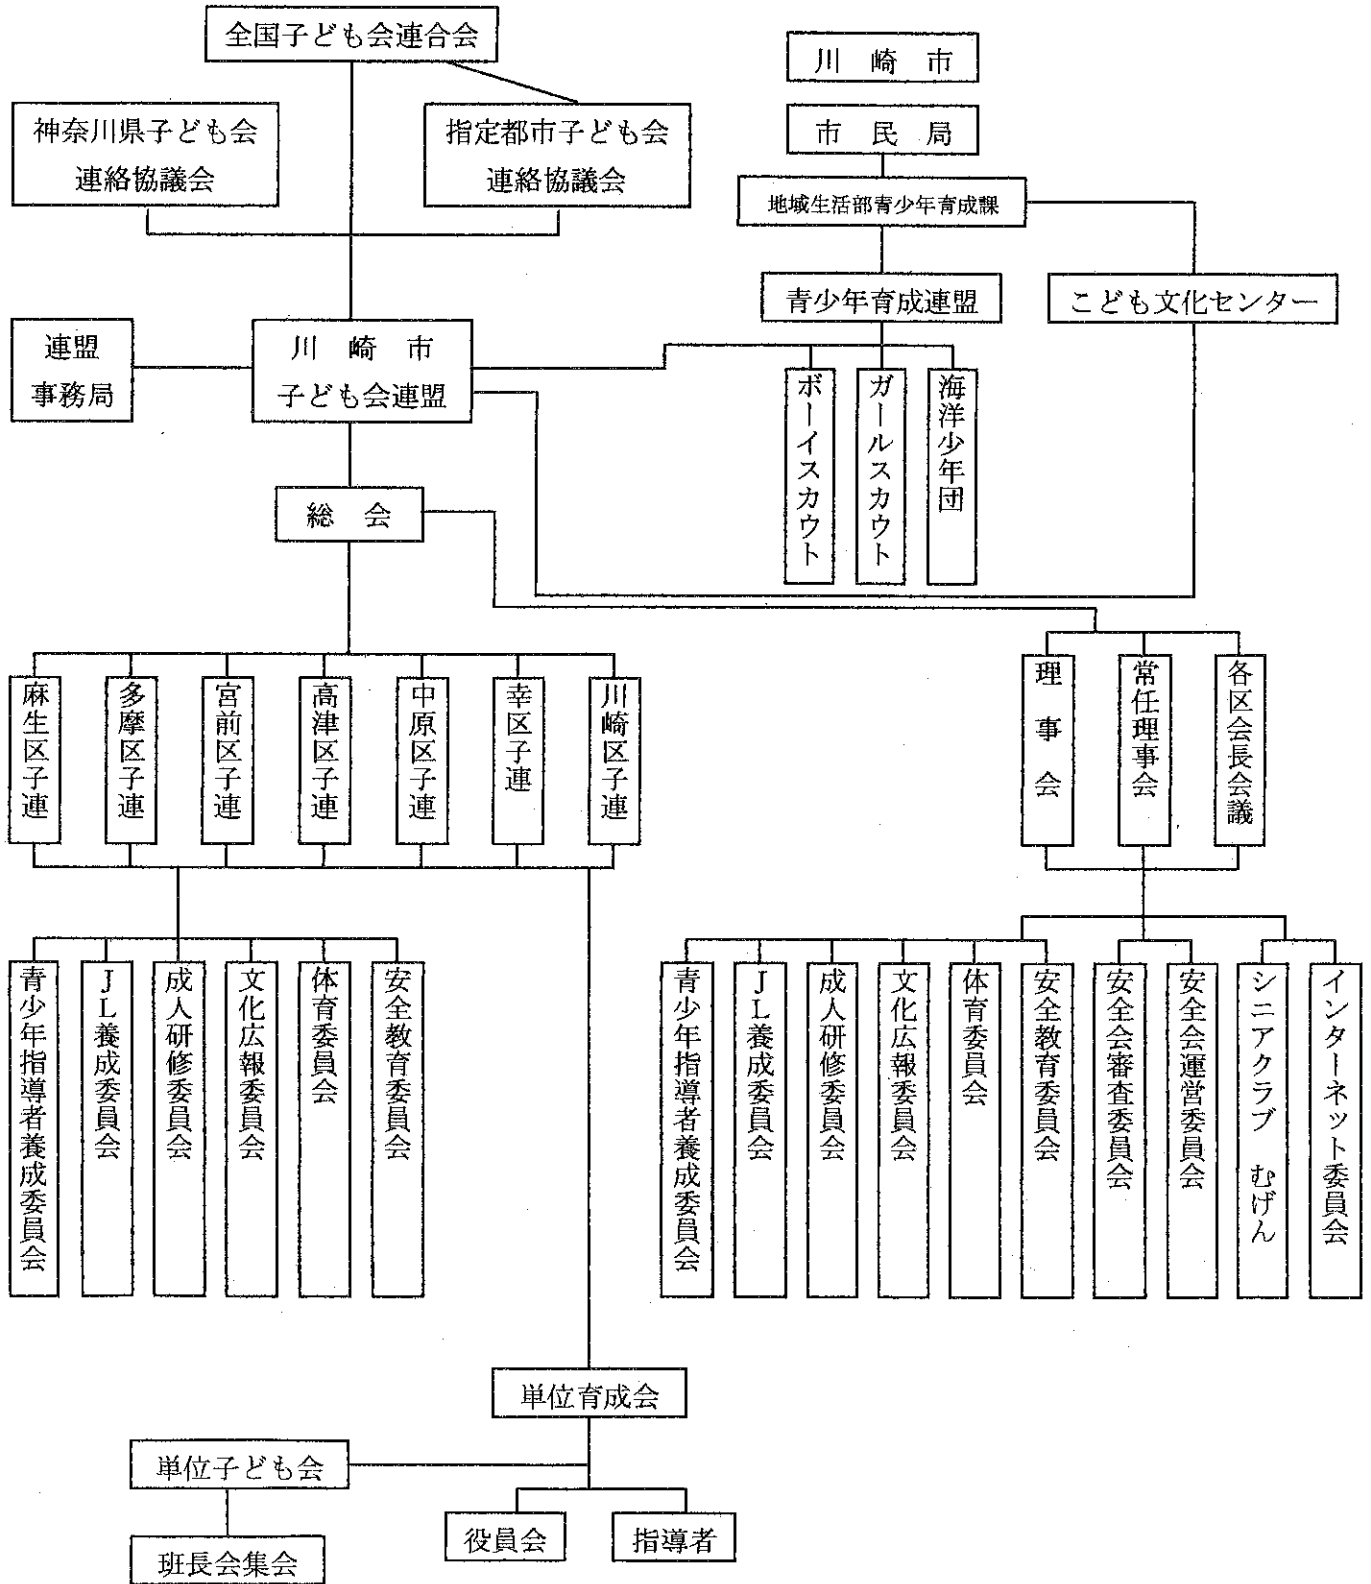 全国子ども会連合会
神奈川県子ども会
連絡協議会
指定都市子ども会
連絡協議会
川 崎 市
市 民 局
地域生活部青少年育成課
青少年育成連盟
こども文化センター
連盟
事務局
川 崎 市
子ども会連盟
ボーイスカウト
ガールスカウト
海洋少年団
総 会
麻生区子連
多摩区子連
宮前区子連
高津区子連
中原区子連
幸区子連
川崎区子連
理 事 会
常任理事会
各区会長会議
青少年指導者養成委員会
JL養成委員会
成人研修委員会
文化広報委員会
体育委員会
安全教育委員会
青少年指導者養成委員会
JL養成委員会
成人研修委員会
文化広報委員会
体育委員会
安全教育委員会
安全会審査委員会
安全会運営委員会
シニアクラブ むげん
インターネット委員会
単位育成会
単位子ども会
役員会
指導者
班長会集会